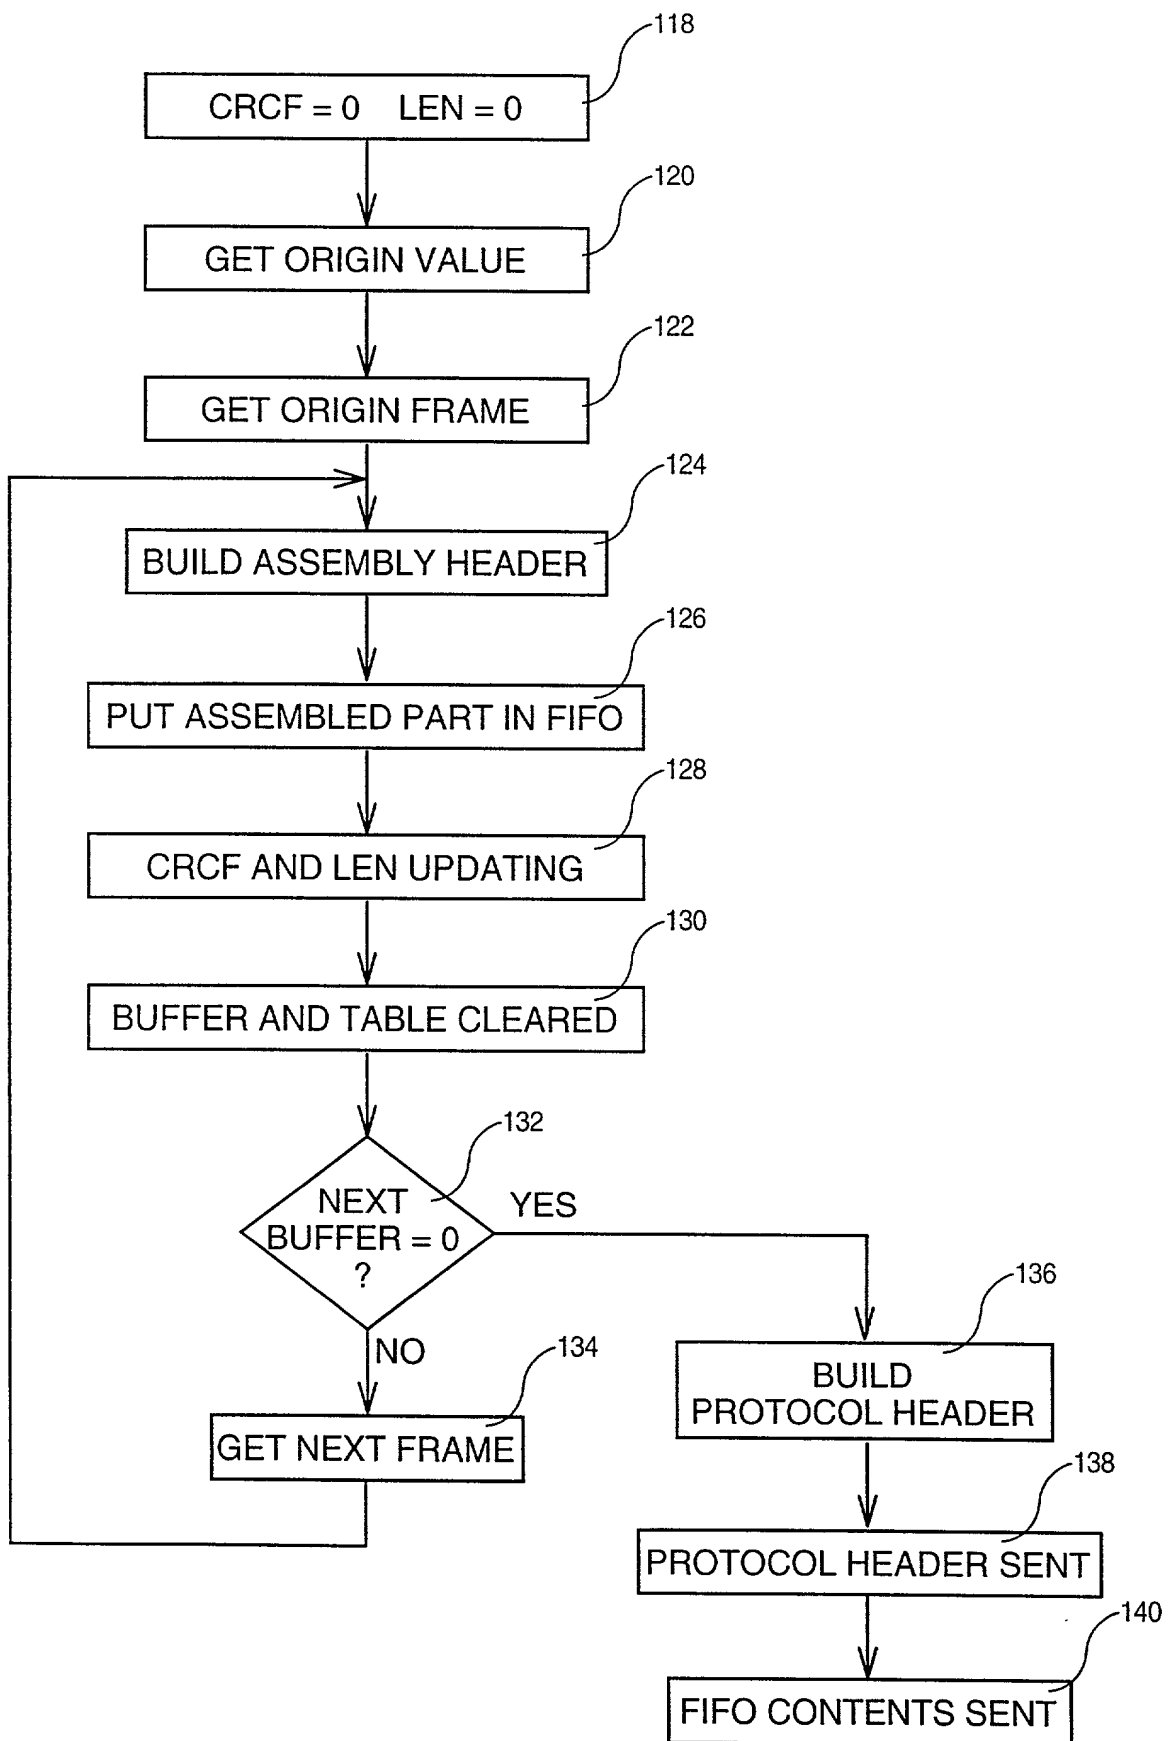 118
CRCF = 0 LEN = 0
120
GET ORIGIN VALUE
122
GET ORIGIN FRAME
124
BUILD ASSEMBLY HEADER
126
PUT ASSEMBLED PART IN FIFO
128
CRCF AND LEN UPDATING
130
BUFFER AND TABLE CLEARED
132
NEXT
BUFFER = 0
?
YES
NO
134
GET NEXT FRAME
136
BUILD
PROTOCOL HEADER
138
PROTOCOL HEADER SENT
140
FIFO CONTENTS SENT